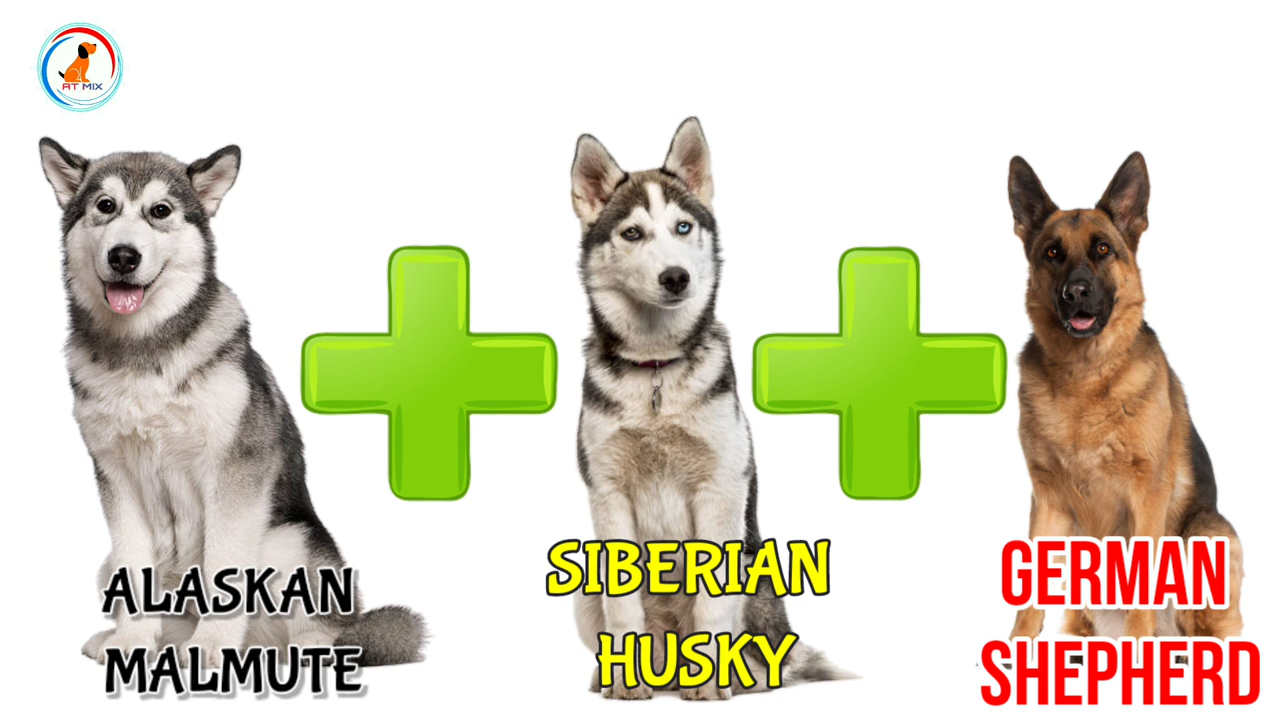 AT MIX
ALASKAN
MALMUTE
SIBERIAN
HUSKY
GERMAN
SHEPHERD